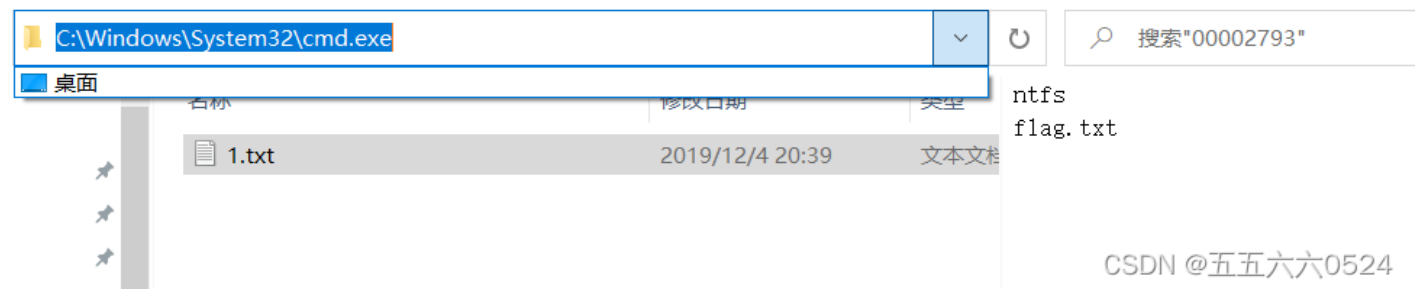 C:\Windows\System32\cmd.exe
搜索"00002793"
桌面
名称 修改日期 类型
ntfs
flag.txt
1.txt 2019/12/4 20:39 文本文档
CSDN @五五六六0524